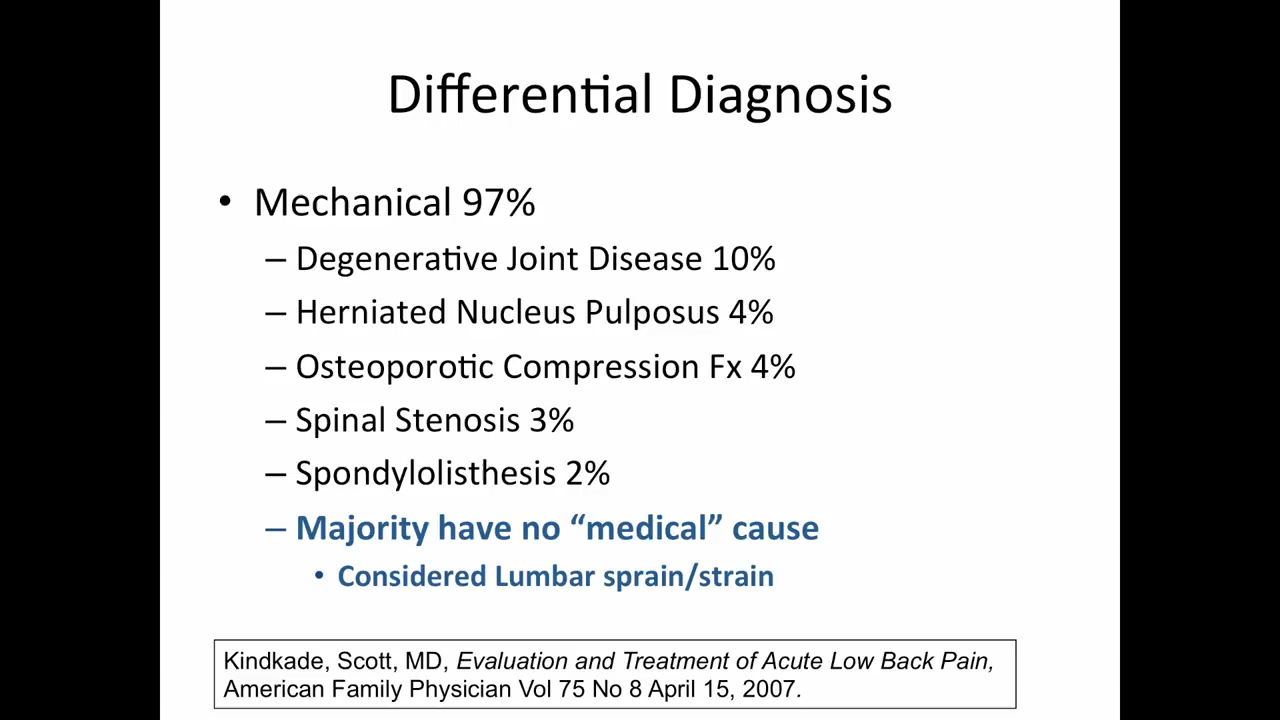 Differential Diagnosis
• Mechanical 97%
– Degenerative Joint Disease 10%
– Herniated Nucleus Pulposus 4%
– Osteoporotic Compression Fx 4%
– Spinal Stenosis 3%
– Spondylolisthesis 2%
– Majority have no “medical” cause
• Considered Lumbar sprain/strain
Kindkade, Scott, MD, Evaluation and Treatment of Acute Low Back Pain,
American Family Physician Vol 75 No 8 April 15, 2007.